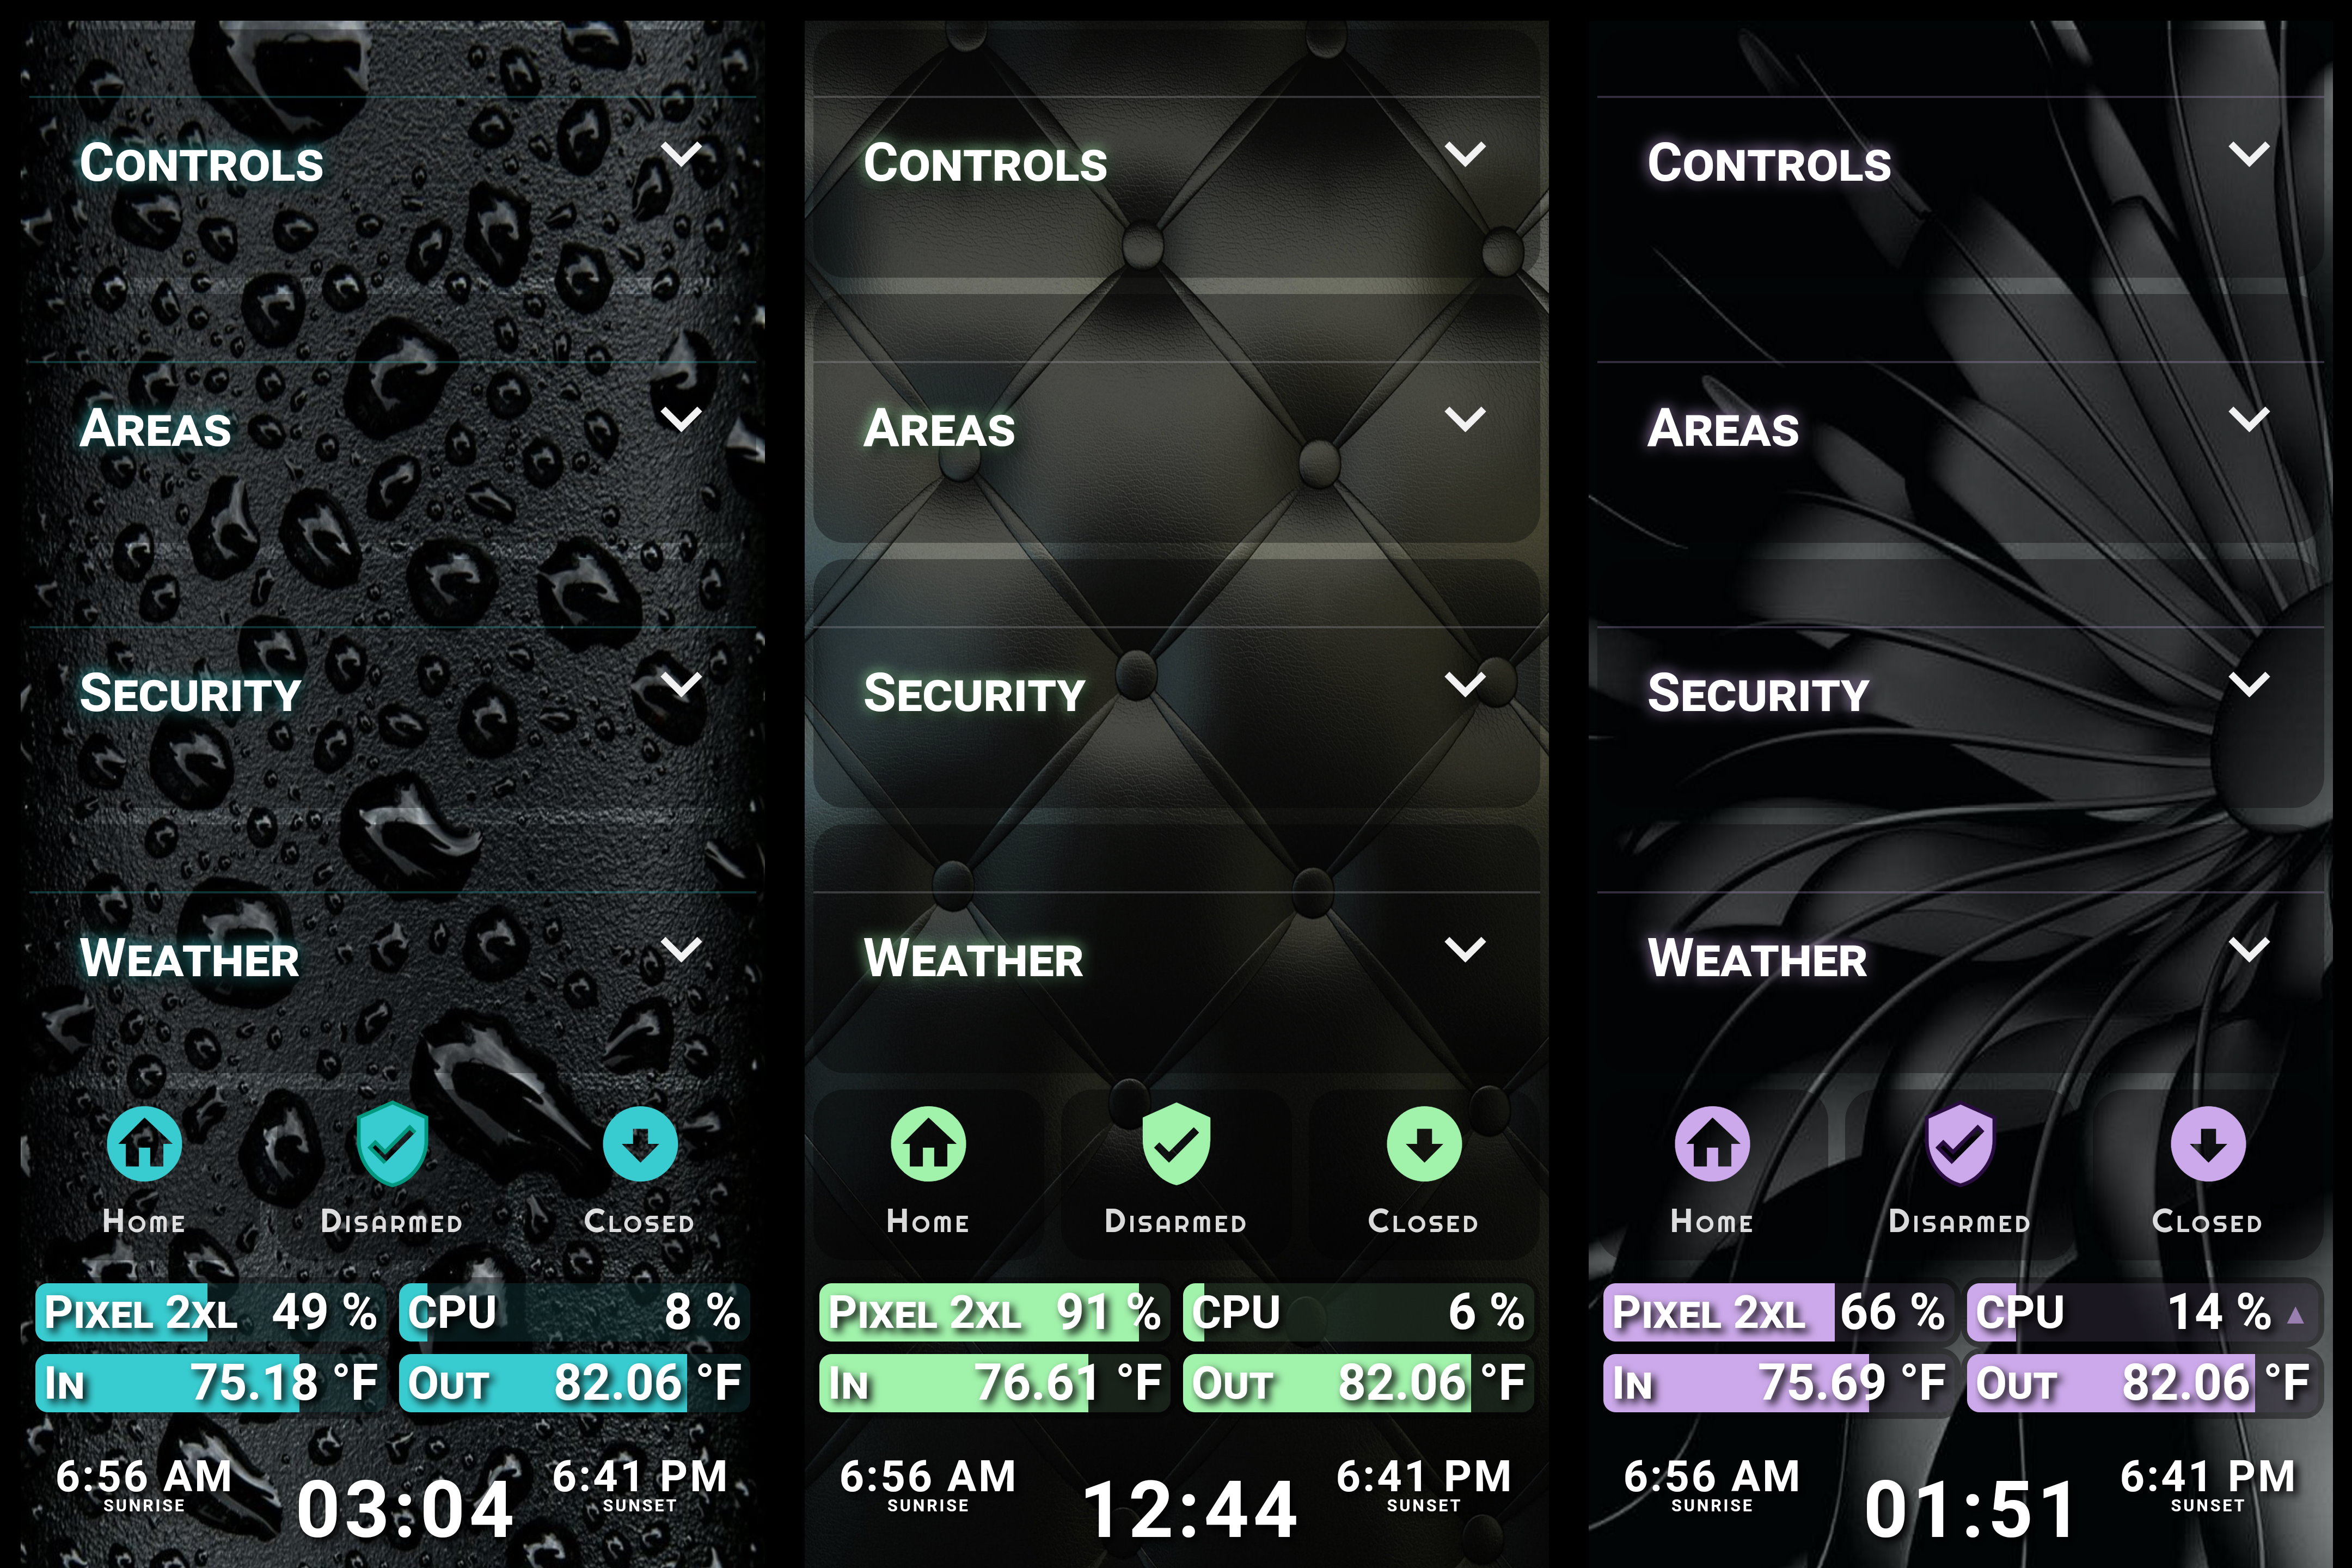 CONTROLS
AREAS
SECURITY
WEATHER
HOME DISARMED CLOSED
PIXEL 2XL 49 % CPU 8 %
IN 75.18 °F OUT 82.06 °F
6:56 AM 03:04 6:41 PM
SUNRISE SUNSET
CONTROLS
AREAS
SECURITY
WEATHER
HOME DISARMED CLOSED
PIXEL 2XL 91 % CPU 6 %
IN 76.61 °F OUT 82.06 °F
6:56 AM 12:44 6:41 PM
SUNRISE SUNSET
CONTROLS
AREAS
SECURITY
WEATHER
HOME DISARMED CLOSED
PIXEL 2XL 66 % CPU 14 % ▲
IN 75.69 °F OUT 82.06 °F
6:56 AM 01:51 6:41 PM
SUNRISE SUNSET